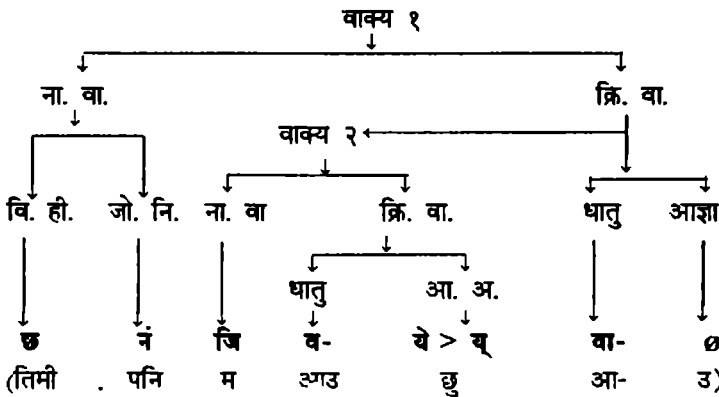 वाक्य १
ना. वा. क्रि. वा.
वाक्य २
वि. ही. जो. नि. ना. वा क्रि. वा. धातु आज्ञा
धातु आ. अ.
छ नं जि व- ये > य् वा- ø
(तिमी . पनि म आउ छु आ- उ)